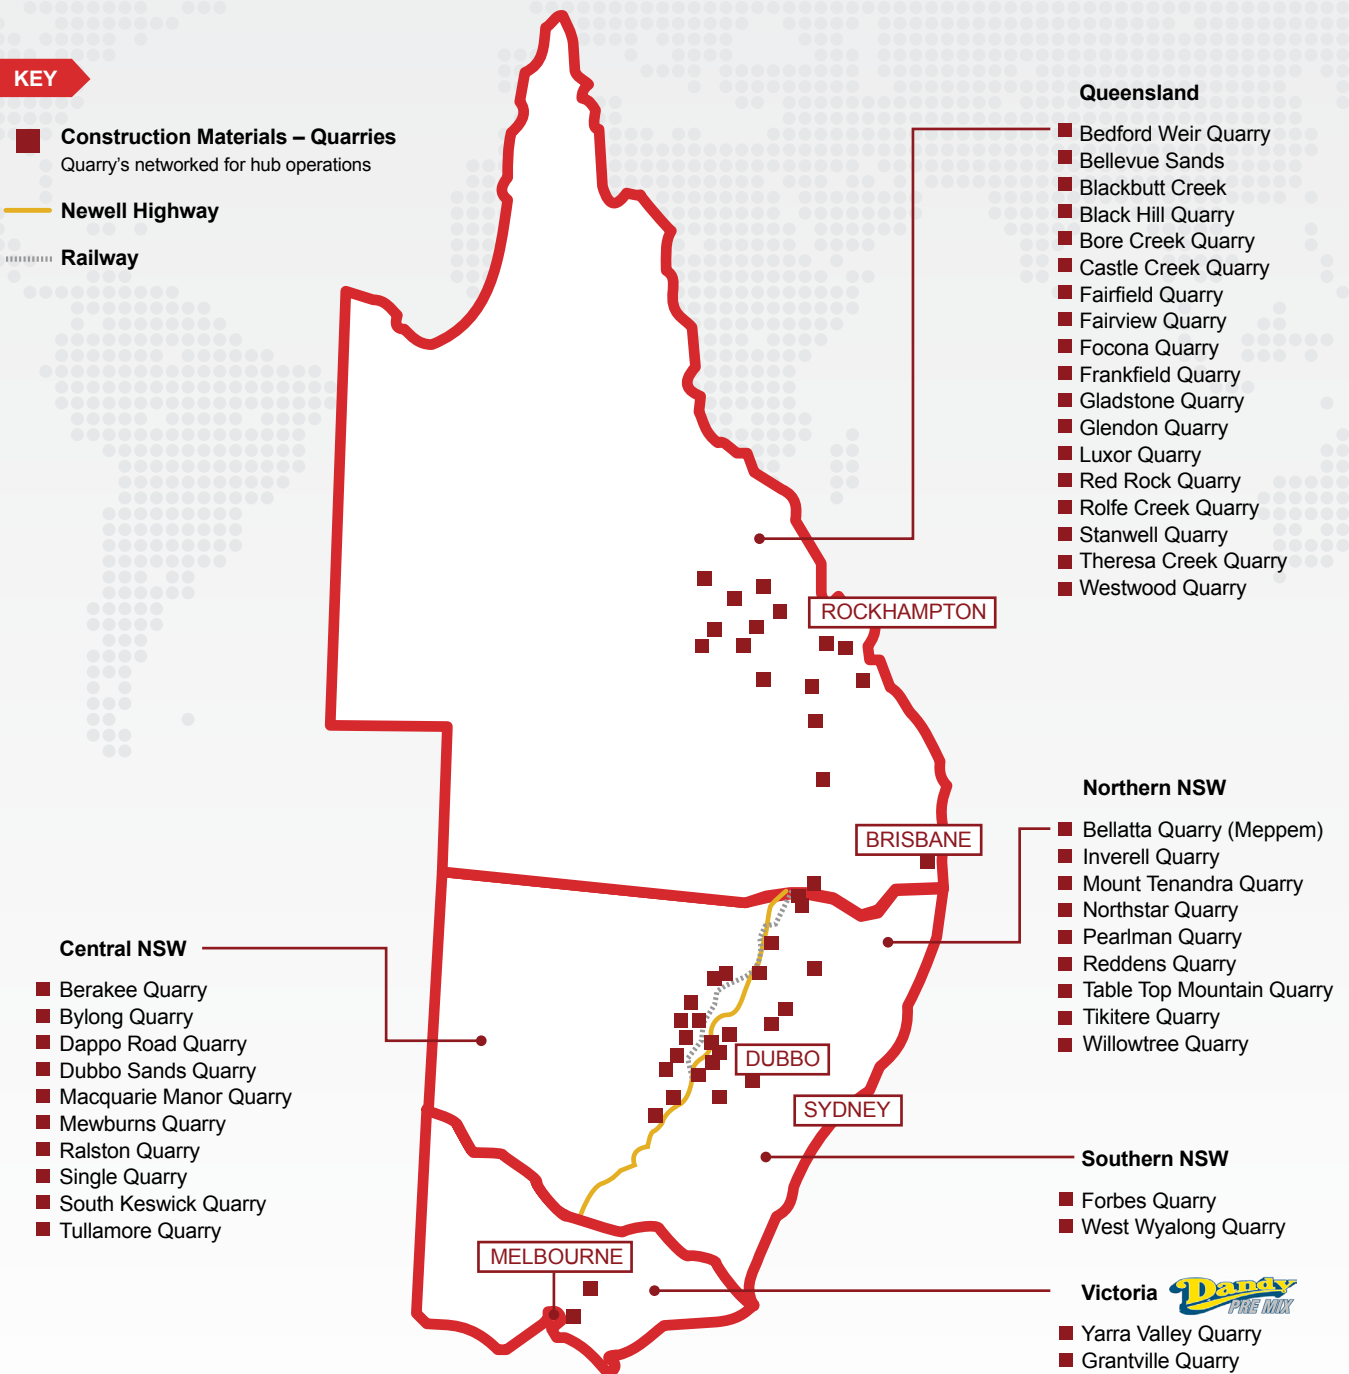 KEY
Construction Materials – Quarries
Quarry's networked for hub operations
Newell Highway
Railway
Queensland
Bedford Weir Quarry
Bellevue Sands
Blackbutt Creek
Black Hill Quarry
Bore Creek Quarry
Castle Creek Quarry
Fairfield Quarry
Fairview Quarry
Focona Quarry
Frankfield Quarry
Gladstone Quarry
Glendon Quarry
Luxor Quarry
Red Rock Quarry
Rolfe Creek Quarry
Stanwell Quarry
Theresa Creek Quarry
Westwood Quarry
ROCKHAMPTON
BRISBANE
Northern NSW
Bellatta Quarry (Meppem)
Inverell Quarry
Mount Tenandra Quarry
Northstar Quarry
Pearlman Quarry
Reddens Quarry
Table Top Mountain Quarry
Tikitere Quarry
Willowtree Quarry
Central NSW
Berakee Quarry
Bylong Quarry
Dappo Road Quarry
Dubbo Sands Quarry
Macquarie Manor Quarry
Mewburns Quarry
Ralston Quarry
Single Quarry
South Keswick Quarry
Tullamore Quarry
DUBBO
SYDNEY
Southern NSW
Forbes Quarry
West Wyalong Quarry
MELBOURNE
Victoria
Dandy
PRE MIX
Yarra Valley Quarry
Grantville Quarry